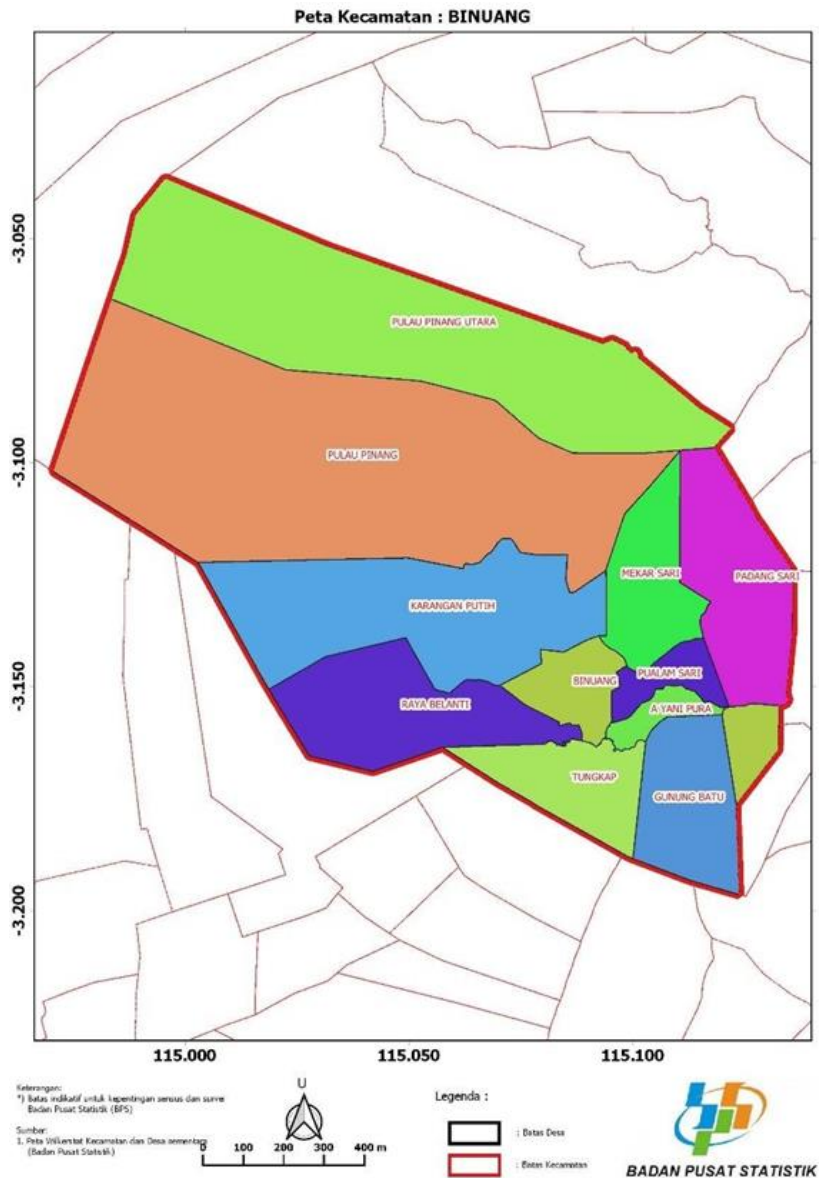 Peta Kecamatan : BINUANG
-3.050
PULAU PINANG UTARA
-3.100
PULAU PINANG
MEKAR SARI
PADANG SARI
KARANGAN PUTIH
-3.150
PUALAM SARI
BINUANG
RAYA BELANTI
A YANI PURA
TUNGKAP
GUNUNG BATU
-3.200
115.000
115.050
115.100
Keterangan:
*) Batas indikatif untuk kepentingan sensus dan survei
Badan Pusat Statistik (BPS)
Sumber:
1. Peta Wilkerstat Kecamatan dan Desa sementara
(Badan Pusat Statistik)
U
0 100 200 300 400 m
Legenda :
: Batas Desa
: Batas Kecamatan
BADAN PUSAT STATISTIK